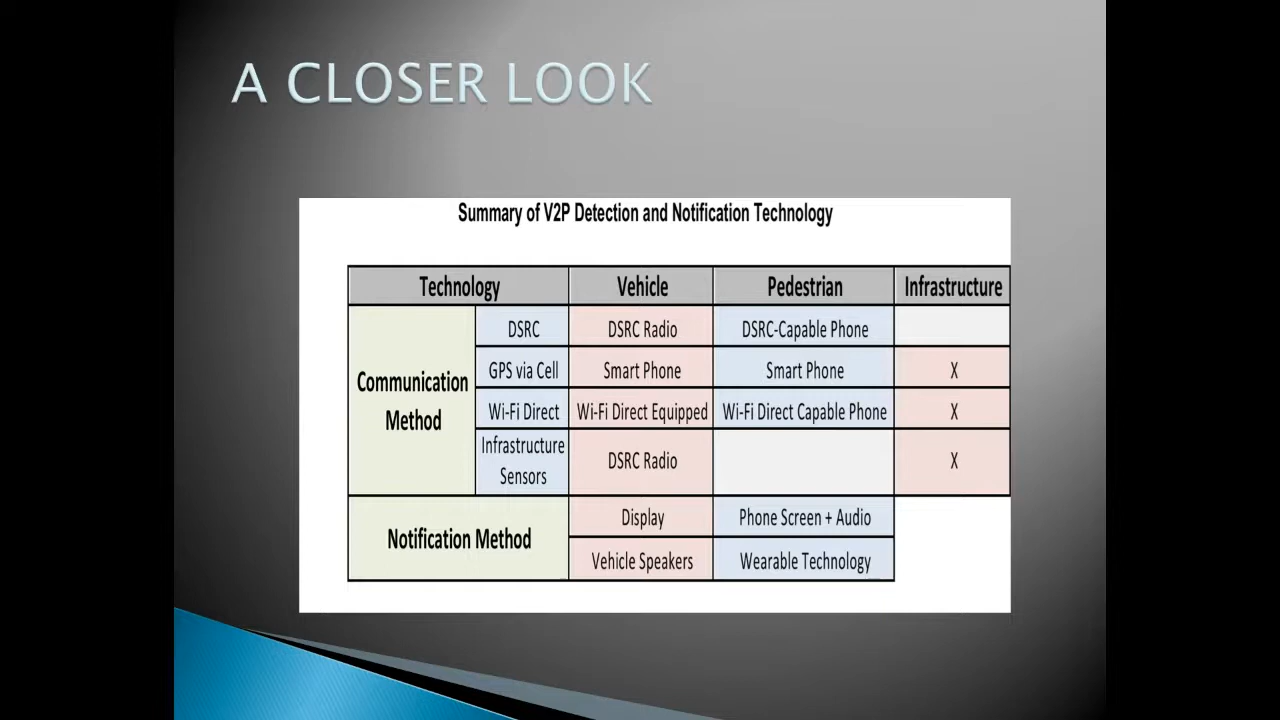 A CLOSER LOOK
Summary of V2P Detection and Notification Technology
Technology Vehicle Pedestrian Infrastructure
Communication Method
DSRC DSRC Radio DSRC-Capable Phone
GPS via Cell Smart Phone Smart Phone X
Wi-Fi Direct Wi-Fi Direct Equipped Wi-Fi Direct Capable Phone X
Infrastructure Sensors DSRC Radio X
Notification Method
Display Phone Screen + Audio
Vehicle Speakers Wearable Technology